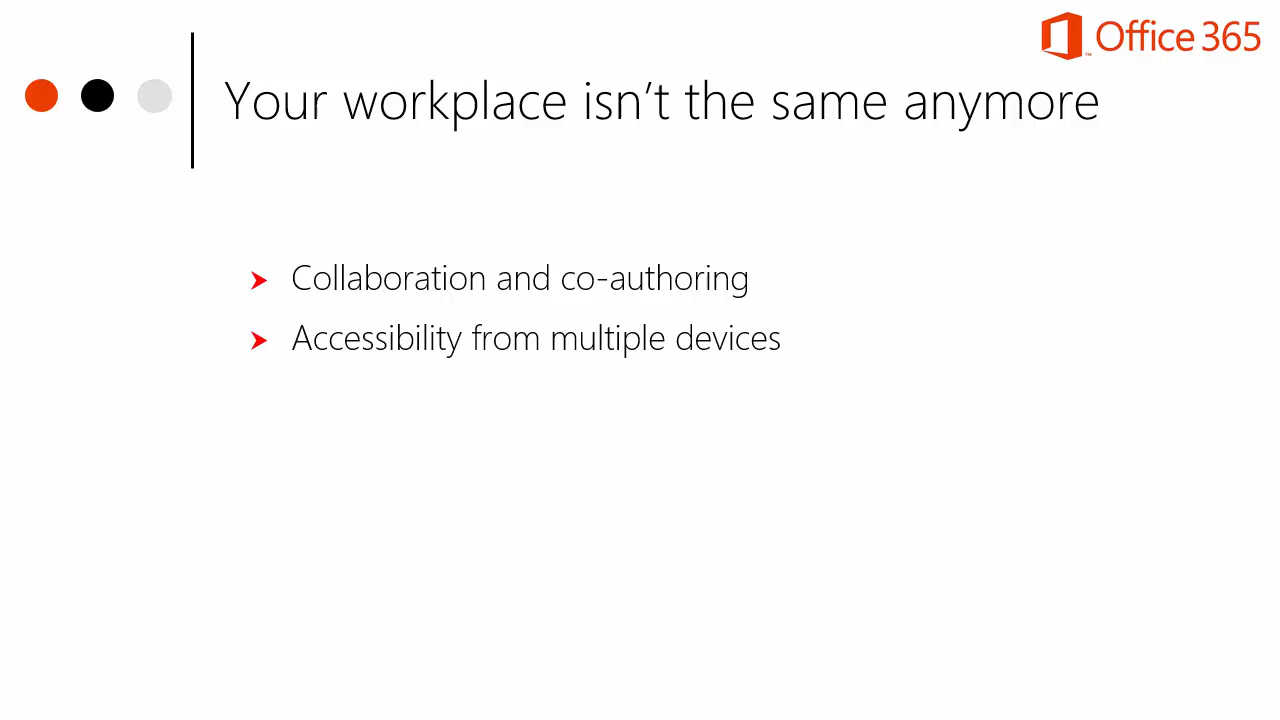 Office 365
Your workplace isn’t the same anymore
Collaboration and co-authoring
Accessibility from multiple devices